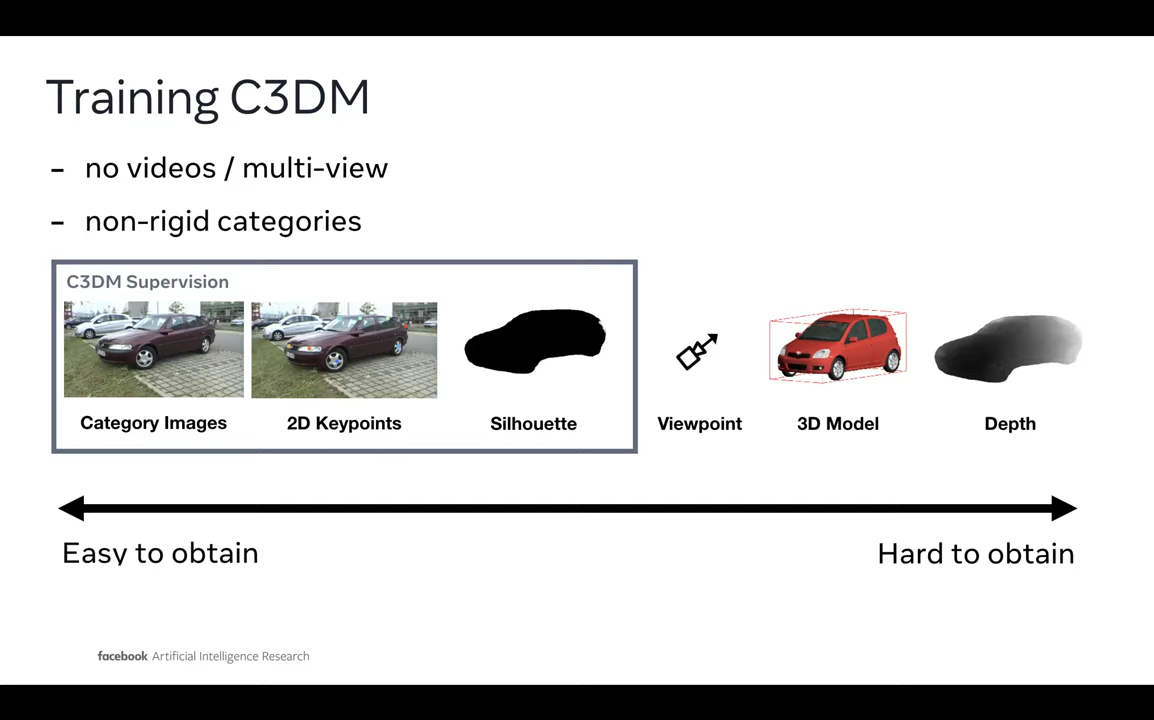 Training C3DM
- no videos / multi-view
- non-rigid categories
C3DM Supervision
Category Images
2D Keypoints
Silhouette
Viewpoint
3D Model
Depth
Easy to obtain
Hard to obtain
facebook Artificial Intelligence Research